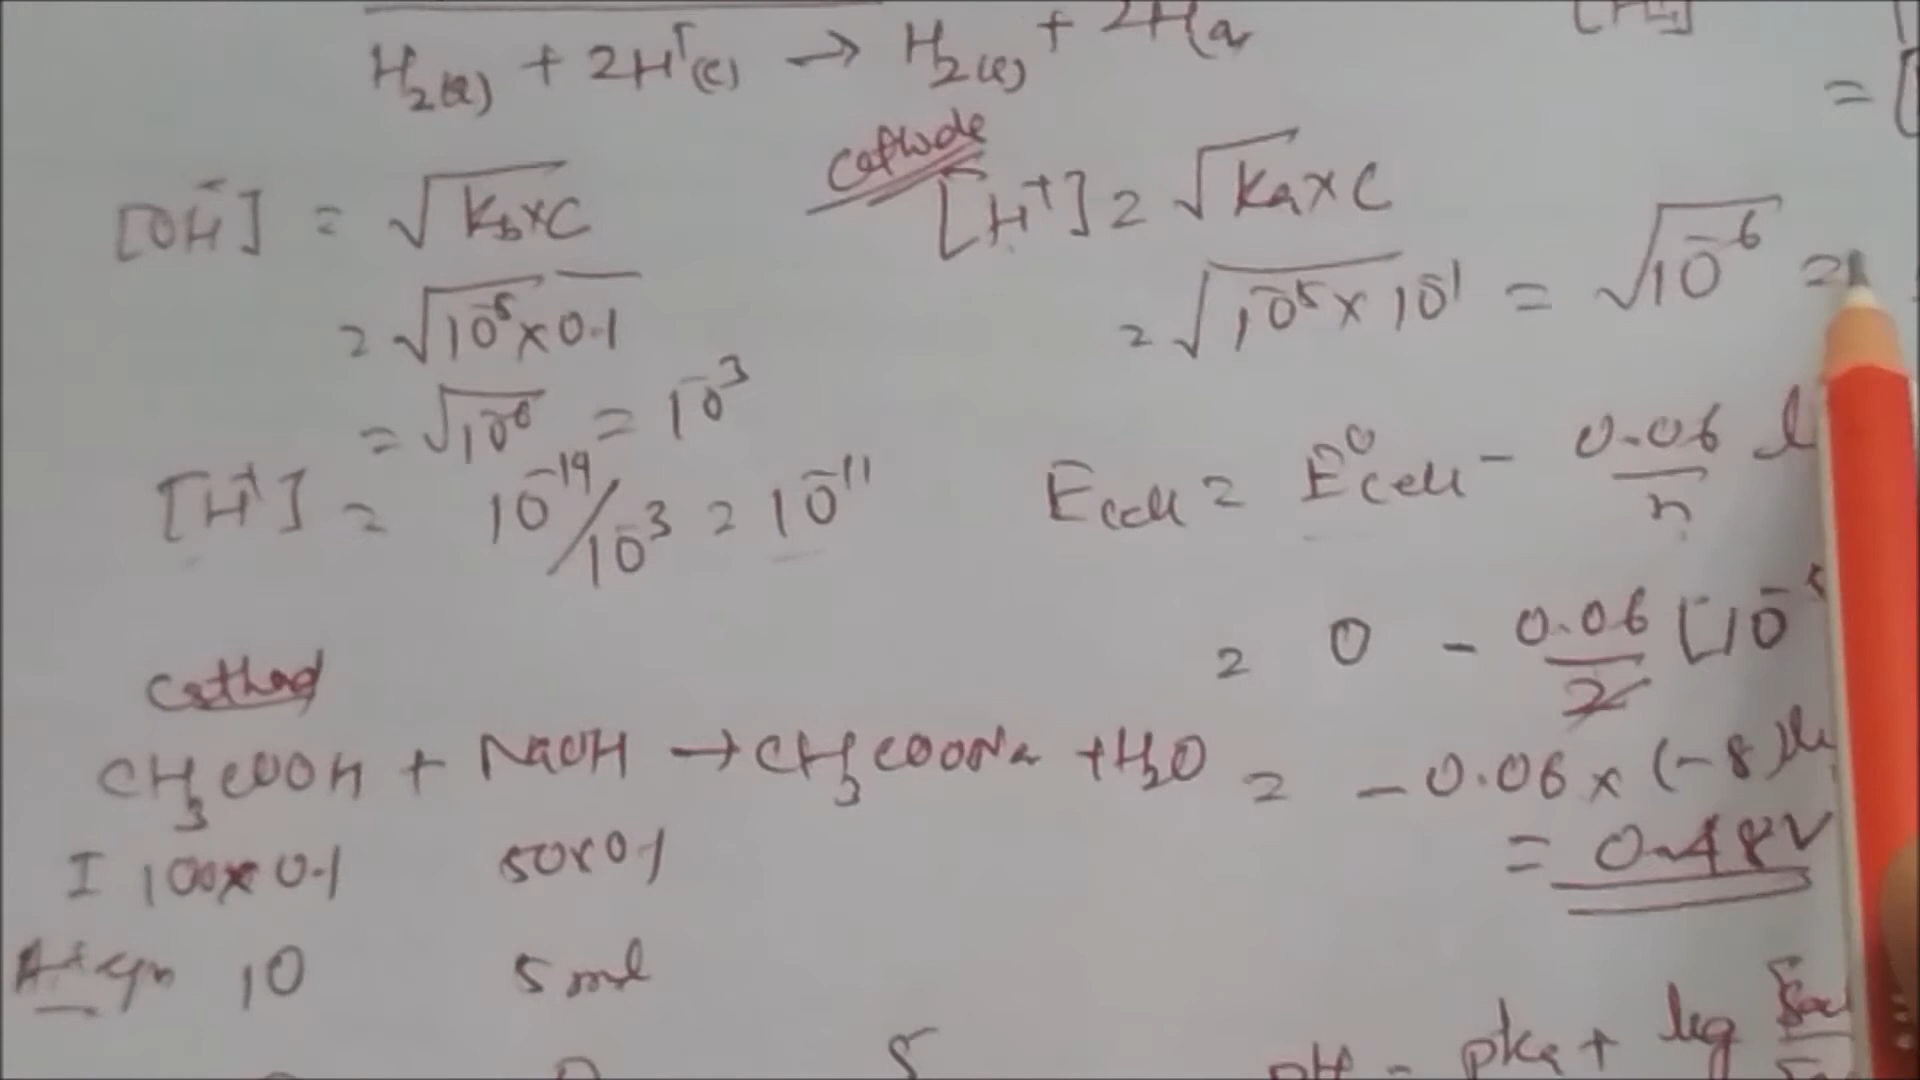 H₂(a) + 2H⁺(c) → H₂(c) + 2H⁺a
[H⁺]
= [
cathode
[OH⁻] = √Kb×C
[H⁺] = √Ka×C
= √10⁻⁵×0.1
= √10⁻⁵×10⁻¹ = √10⁻⁶ =
= √10⁻⁶ = 10⁻³
[H⁺] = 10⁻¹⁴/10⁻³ = 10⁻¹¹
Ecell = E⁰cell - 0.06/n l
= 0 - 0.06/2 [10⁻
cathod
CH₃COOH + NaOH → CH₃COONa + H₂O
= -0.06 × (-8)
= 0.48V
I 100×0.1 50×0.1
10 5 ml
0 5
pH = pKa + log